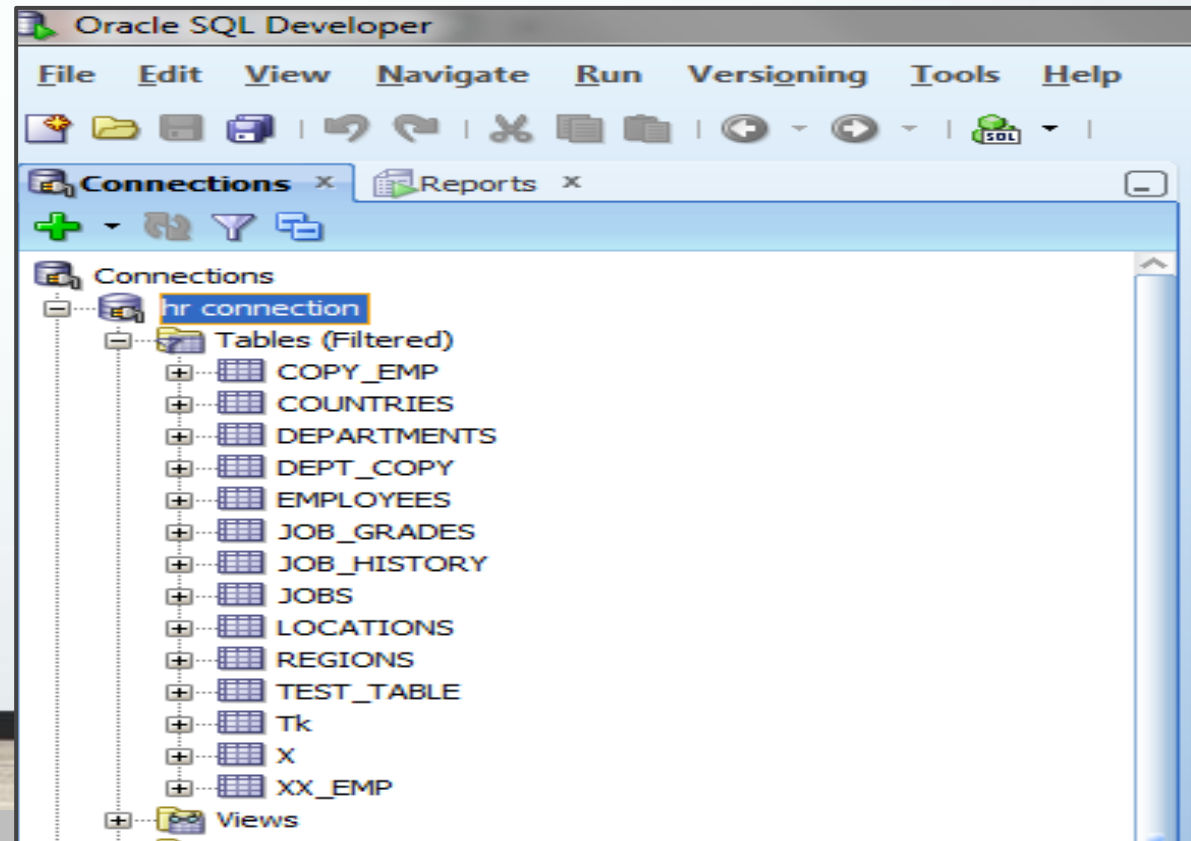 Oracle SQL Developer
File Edit View Navigate Run Versioning Tools Help
SQL
Connections Reports
Connections
hr connection
Tables (Filtered)
COPY_EMP
COUNTRIES
DEPARTMENTS
DEPT_COPY
EMPLOYEES
JOB_GRADES
JOB_HISTORY
JOBS
LOCATIONS
REGIONS
TEST_TABLE
Tk
X
XX_EMP
Views